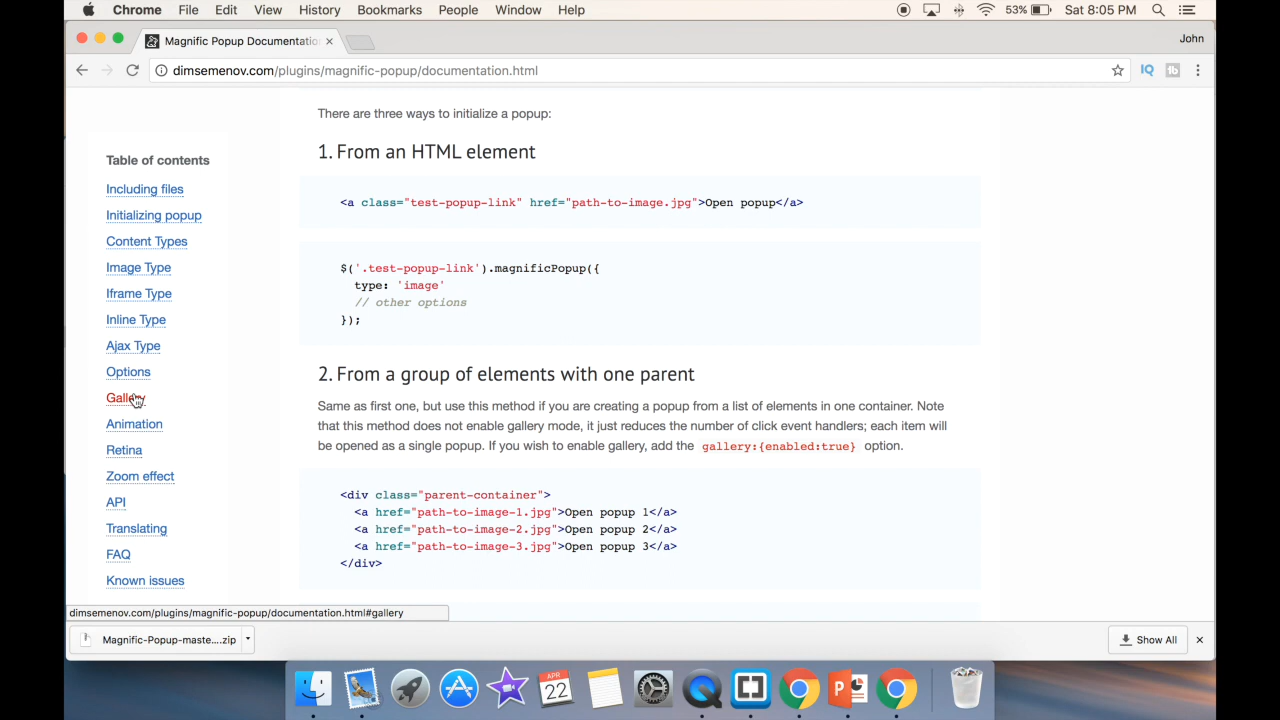 Chrome File Edit View History Bookmarks People Window Help 53% Sat 8:05 PM
Magnific Popup Documentatio
John
dimsemenov.com/plugins/magnific-popup/documentation.html
IQ tb
There are three ways to initialize a popup:
1. From an HTML element
<a class="test-popup-link" href="path-to-image.jpg">Open popup</a>
$('.test-popup-link').magnificPopup({
type: 'image'
// other options
});
2. From a group of elements with one parent
Same as first one, but use this method if you are creating a popup from a list of elements in one container. Note
that this method does not enable gallery mode, it just reduces the number of click event handlers; each item will
be opened as a single popup. If you wish to enable gallery, add the gallery:{enabled:true} option.
<div class="parent-container">
<a href="path-to-image-1.jpg">Open popup 1</a>
<a href="path-to-image-2.jpg">Open popup 2</a>
<a href="path-to-image-3.jpg">Open popup 3</a>
</div>
Table of contents
Including files
Initializing popup
Content Types
Image Type
Iframe Type
Inline Type
Ajax Type
Options
Gallery
Animation
Retina
Zoom effect
API
Translating
FAQ
Known issues
dimsemenov.com/plugins/magnific-popup/documentation.html#gallery
Magnific-Popup-maste....zip
Show All
APR
22
P